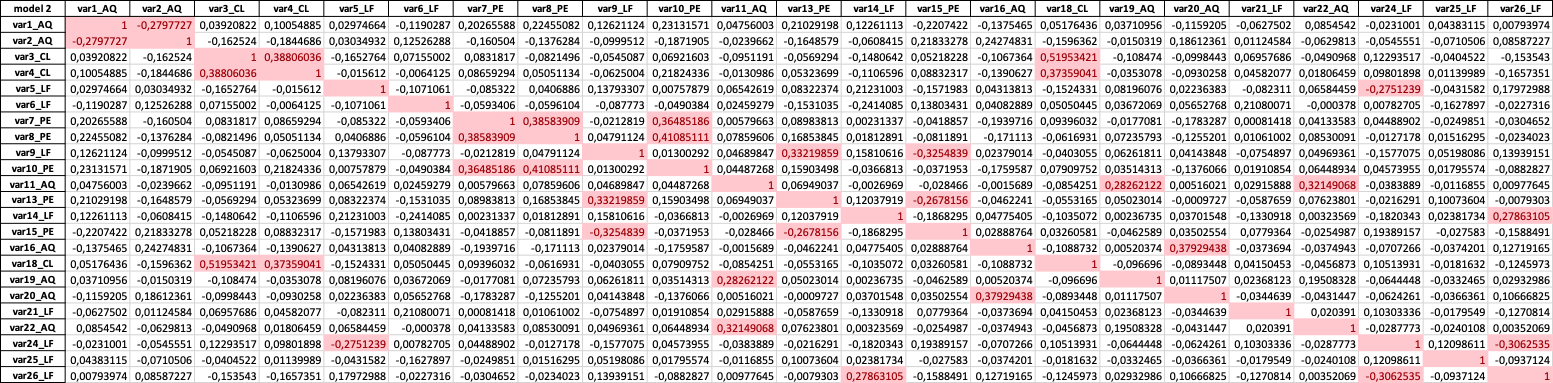 model 2 var1_AQ var2_AQ var3_CL var4_CL var5_LF var6_LF var7_PE var8_PE var9_LF var10_PE var11_AQ var13_PE var14_LF var15_PE var16_AQ var18_CL var19_AQ var20_AQ var21_LF var22_AQ var24_LF var25_LF var26_LF
var1_AQ 1 -0,2797727 0,03920822 0,10054885 0,02974664 -0,1190287 0,20265588 0,22455082 0,12621124 0,23131571 0,04756003 0,21029198 0,12261113 -0,2207422 -0,1375465 0,05176436 0,03710956 -0,1159205 -0,0627502 0,0854542 -0,0231001 0,04383115 0,00793974
var2_AQ -0,2797727 1 -0,162524 -0,1844686 0,03034932 0,12526288 -0,160504 -0,1376284 -0,0999512 -0,1871905 -0,0239662 -0,1648579 -0,0608415 0,21833278 0,24274831 -0,1596362 -0,0150319 0,18612361 0,01124584 -0,0629813 -0,0545551 -0,0710506 0,08587227
var3_CL 0,03920822 -0,162524 1 0,38806036 -0,1652764 0,07155002 0,0831817 -0,0821496 -0,0545087 0,06921603 -0,0951191 -0,0569294 -0,1480642 0,05218228 -0,1067364 0,51953421 -0,108474 -0,0998443 0,06957686 -0,0490968 0,12293517 -0,0404522 -0,153543
var4_CL 0,10054885 -0,1844686 0,38806036 1 -0,015612 -0,0064125 0,08659294 0,05051134 -0,0625004 0,21824336 -0,0130986 0,05323699 -0,1106596 0,08832317 -0,1390627 0,37359041 -0,0353078 -0,0930258 0,04582077 0,01806459 0,09801898 0,01139989 -0,1657351
var5_LF 0,02974664 0,03034932 -0,1652764 -0,015612 1 -0,1071061 -0,085322 0,0406886 0,13793307 0,00757879 0,06542619 0,08322374 0,21231003 -0,1571983 0,04313813 -0,1524331 0,08196076 0,02236383 -0,082311 0,06584459 -0,2751239 -0,0431582 0,17972988
var6_LF -0,1190287 0,12526288 0,07155002 -0,0064125 -0,1071061 1 -0,0593406 -0,0596104 -0,087773 -0,0490384 0,02459279 -0,1531035 -0,2414085 0,13803431 0,04082889 0,05050445 0,03672069 0,05652768 0,21080071 -0,000378 0,00782705 -0,1627897 -0,0227316
var7_PE 0,20265588 -0,160504 0,0831817 0,08659294 -0,085322 -0,0593406 1 0,38583909 -0,0212819 0,36485186 0,00579663 0,08983813 0,00231337 -0,0418857 -0,1939716 0,09396032 -0,0177081 -0,1783287 0,00081418 0,04133583 0,04488902 -0,0249851 -0,0304652
var8_PE 0,22455082 -0,1376284 -0,0821496 0,05051134 0,0406886 -0,0596104 0,38583909 1 0,04791124 0,41085111 0,07859606 0,16853845 0,01812891 -0,0811891 -0,171113 -0,0616931 0,07235793 -0,1255201 0,01061002 0,08530091 -0,0127178 0,01516295 -0,0234023
var9_LF 0,12621124 -0,0999512 -0,0545087 -0,0625004 0,13793307 -0,087773 -0,0212819 0,04791124 1 0,01300292 0,04689847 0,33219859 0,15810616 -0,3254839 0,02379014 -0,0403055 0,06261811 0,04143848 -0,0754897 0,04969361 -0,1577075 0,05198086 0,13939151
var10_PE 0,23131571 -0,1871905 0,06921603 0,21824336 0,00757879 -0,0490384 0,36485186 0,41085111 0,01300292 1 0,04487268 0,15903498 -0,0366813 -0,0371953 -0,1759587 0,07909752 0,03514313 -0,1376066 0,01910854 0,06448934 0,04573955 0,01795574 -0,0882827
var11_AQ 0,04756003 -0,0239662 -0,0951191 -0,0130986 0,06542619 0,02459279 0,00579663 0,07859606 0,04689847 0,04487268 1 0,06949037 -0,0026969 -0,028466 -0,0015689 -0,0854251 0,28262122 0,00516021 0,02915888 0,32149068 -0,0383889 -0,0116855 0,00977645
var13_PE 0,21029198 -0,1648579 -0,0569294 0,05323699 0,08322374 -0,1531035 0,08983813 0,16853845 0,33219859 0,15903498 0,06949037 1 0,12037919 -0,2678156 -0,0462241 -0,0553165 0,05023014 -0,0009727 -0,0587659 0,07623801 -0,0216291 0,10073604 -0,0079303
var14_LF 0,12261113 -0,0608415 -0,1480642 -0,1106596 0,21231003 -0,2414085 0,00231337 0,01812891 0,15810616 -0,0366813 -0,0026969 0,12037919 1 -0,1868295 0,04775405 -0,1035072 0,00236735 0,03701548 -0,1330918 0,00323569 -0,1820343 0,02381734 0,27863105
var15_PE -0,2207422 0,21833278 0,05218228 0,08832317 -0,1571983 0,13803431 -0,0418857 -0,0811891 -0,3254839 -0,0371953 -0,028466 -0,2678156 -0,1868295 1 0,02888764 0,03260581 -0,0462589 0,03502554 0,0779364 -0,0254987 0,19389157 -0,027583 -0,1588491
var16_AQ -0,1375465 0,24274831 -0,1067364 -0,1390627 0,04313813 0,04082889 -0,1939716 -0,171113 0,02379014 -0,1759587 -0,0015689 -0,0462241 0,04775405 0,02888764 1 -0,1088732 0,00520374 0,37929438 -0,0373694 -0,0374943 -0,0707266 -0,0374201 0,12719165
var18_CL 0,05176436 -0,1596362 0,51953421 0,37359041 -0,1524331 0,05050445 0,09396032 -0,0616931 -0,0403055 0,07909752 -0,0854251 -0,0553165 -0,1035072 0,03260581 -0,1088732 1 -0,096696 -0,0893448 0,04150453 -0,0456873 0,10513931 -0,0181632 -0,1245973
var19_AQ 0,03710956 -0,0150319 -0,108474 -0,0353078 0,08196076 0,03672069 -0,0177081 0,07235793 0,06261811 0,03514313 0,28262122 0,05023014 0,00236735 -0,0462589 0,00520374 -0,096696 1 0,01117507 0,02368123 0,19508328 -0,0644448 -0,0332465 0,02932986
var20_AQ -0,1159205 0,18612361 -0,0998443 -0,0930258 0,02236383 0,05652768 -0,1783287 -0,1255201 0,04143848 -0,1376066 0,00516021 -0,0009727 0,03701548 0,03502554 0,37929438 -0,0893448 0,01117507 1 -0,0344639 -0,0431447 -0,0624261 -0,0366361 0,10666825
var21_LF -0,0627502 0,01124584 0,06957686 0,04582077 -0,082311 0,21080071 0,00081418 0,01061002 -0,0754897 0,01910854 0,02915888 -0,0587659 -0,1330918 0,0779364 -0,0373694 0,04150453 0,02368123 -0,0344639 1 0,020391 0,10303336 -0,0179549 -0,1270814
var22_AQ 0,0854542 -0,0629813 -0,0490968 0,01806459 0,06584459 -0,000378 0,04133583 0,08530091 0,04969361 0,06448934 0,32149068 0,07623801 0,00323569 -0,0254987 -0,0374943 -0,0456873 0,19508328 -0,0431447 0,020391 1 -0,0287773 -0,0240108 0,00352069
var24_LF -0,0231001 -0,0545551 0,12293517 0,09801898 -0,2751239 0,00782705 0,04488902 -0,0127178 -0,1577075 0,04573955 -0,0383889 -0,0216291 -0,1820343 0,19389157 -0,0707266 0,10513931 -0,0644448 -0,0624261 0,10303336 -0,0287773 1 0,12098611 -0,3062535
var25_LF 0,04383115 -0,0710506 -0,0404522 0,01139989 -0,0431582 -0,1627897 -0,0249851 0,01516295 0,05198086 0,01795574 -0,0116855 0,10073604 0,02381734 -0,027583 -0,0374201 -0,0181632 -0,0332465 -0,0366361 -0,0179549 -0,0240108 0,12098611 1 -0,0937124
var26_LF 0,00793974 0,08587227 -0,153543 -0,1657351 0,17972988 -0,0227316 -0,0304652 -0,0234023 0,13939151 -0,0882827 0,00977645 -0,0079303 0,27863105 -0,1588491 0,12719165 -0,1245973 0,02932986 0,10666825 -0,1270814 0,00352069 -0,3062535 -0,0937124 1